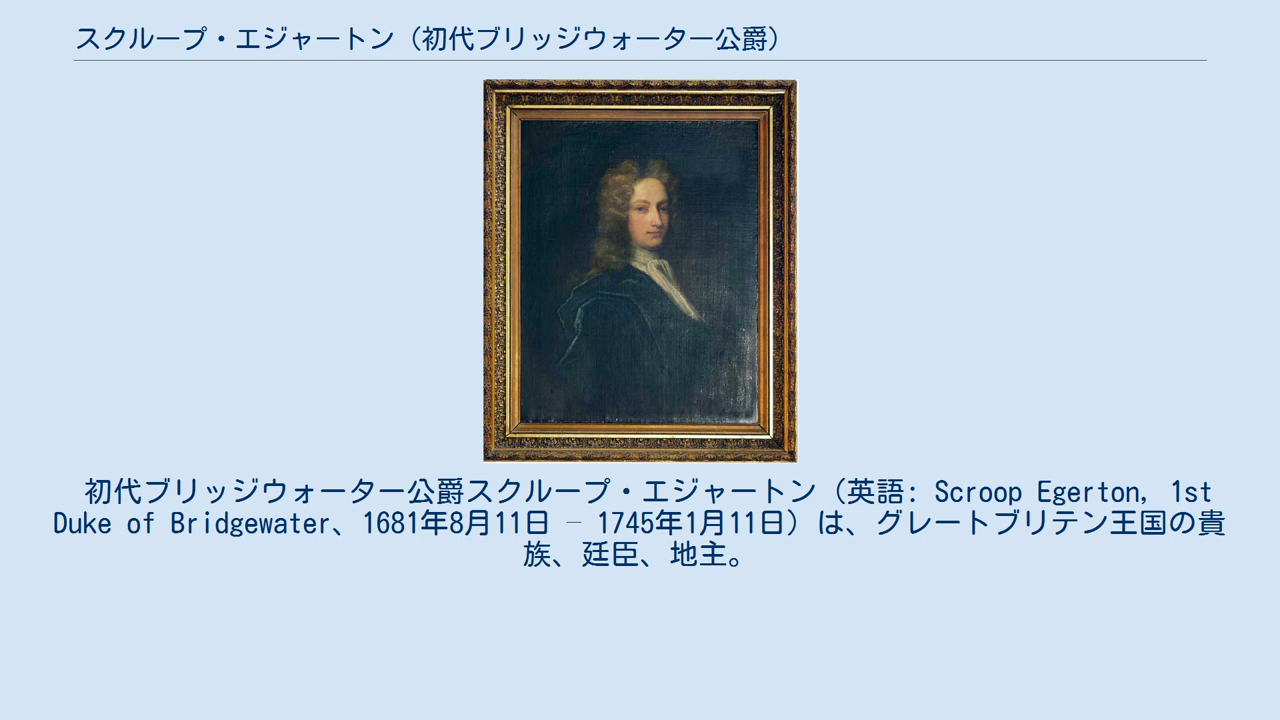 スクループ・エジャートン（初代ブリッジウォーター公爵）
初代ブリッジウォーター公爵スクループ・エジャートン（英語: Scroop Egerton, 1st
Duke of Bridgewater、1681年8月11日 – 1745年1月11日）は、グレートブリテン王国の貴
族、廷臣、地主。